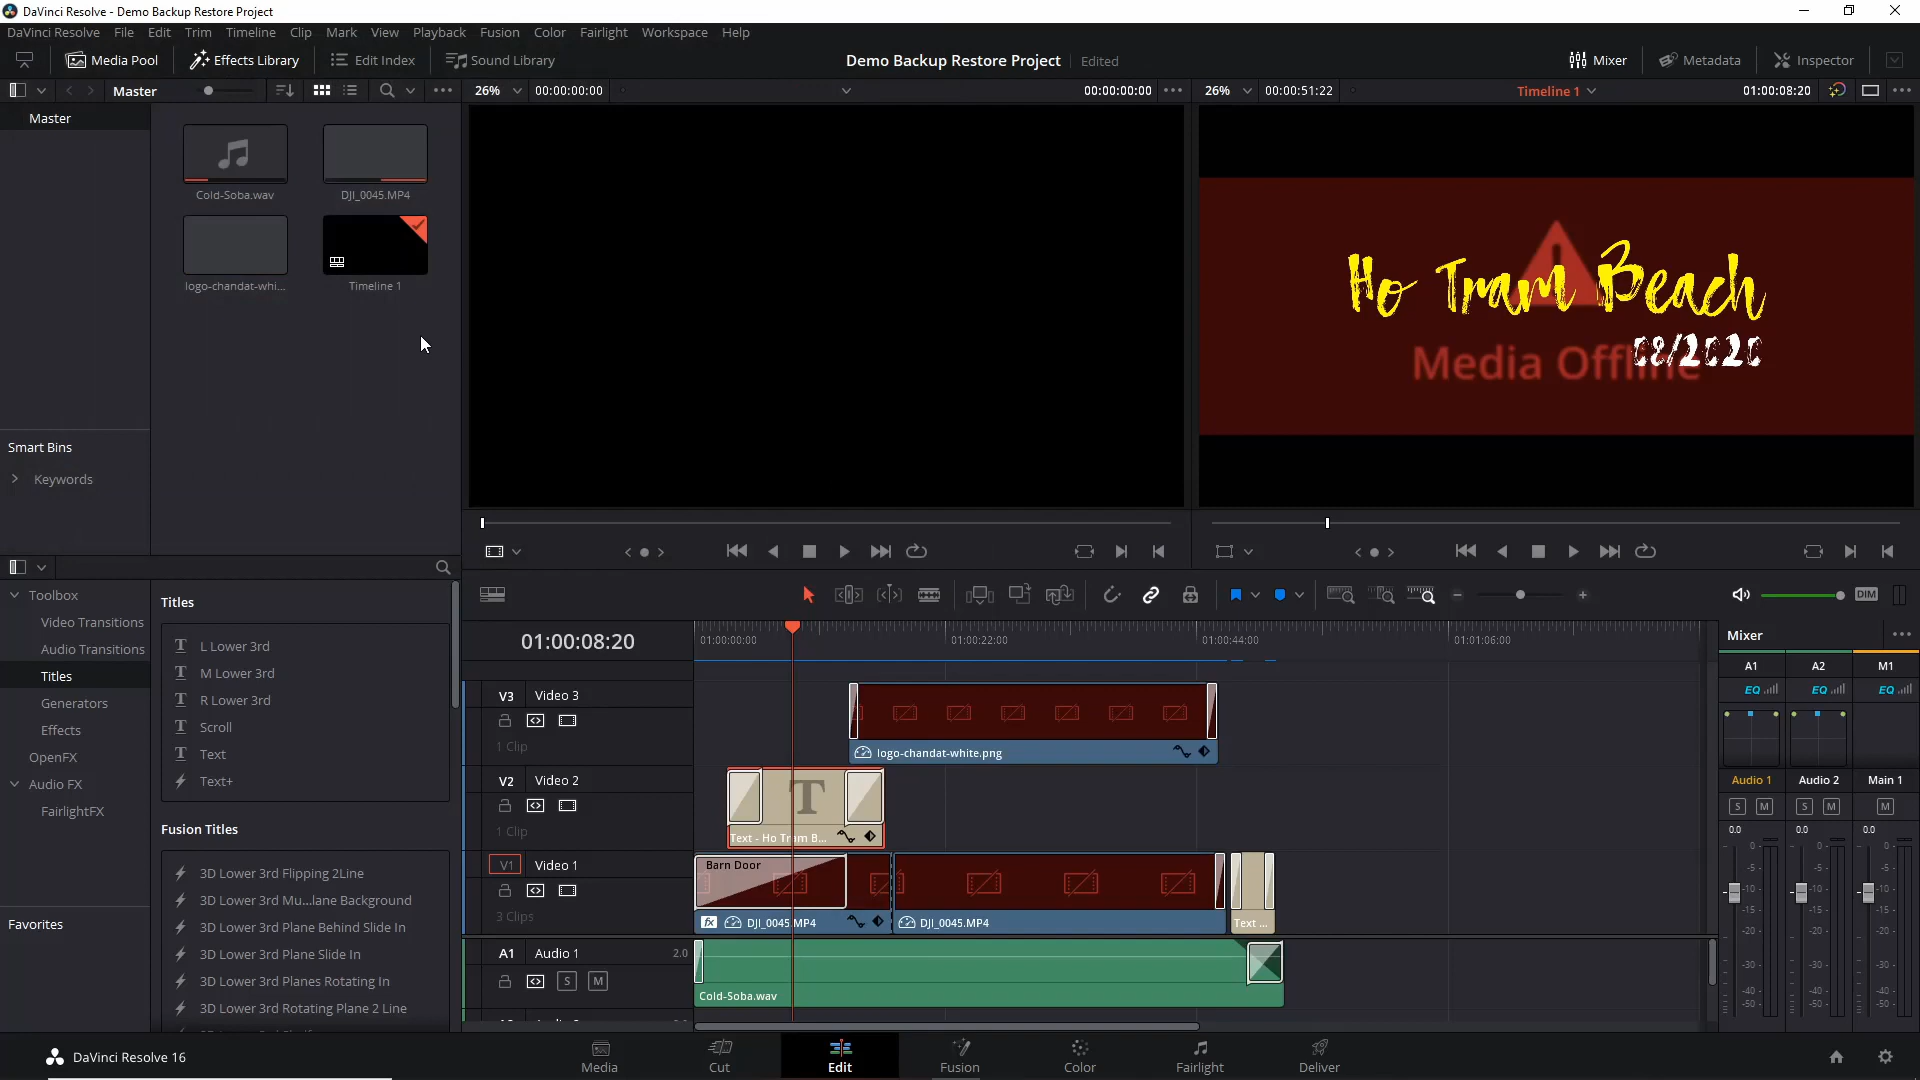 DaVinci Resolve - Demo Backup Restore Project
DaVinci Resolve File Edit Trim Timeline Clip Mark View Playback Fusion Color Fairlight Workspace Help
Media Pool Effects Library Edit Index Sound Library Demo Backup Restore Project Edited Mixer Metadata Inspector
Master 26% 00:00:00:00 00:00:00:00 26% 00:00:51:22 Timeline 1 01:00:08:20
Master
Cold-Soba.wav DJI_0045.MP4
logo-chandat-whi... Timeline 1
Ho Tram Beach
08/2020
Media Offline
Smart Bins
Keywords
Toolbox
Video Transitions
Audio Transitions
Titles
Generators
Effects
OpenFX
Audio FX
FairlightFX
Favorites
Titles
L Lower 3rd
M Lower 3rd
R Lower 3rd
Scroll
Text
Text+
Fusion Titles
3D Lower 3rd Flipping 2Line
3D Lower 3rd Mu...lane Background
3D Lower 3rd Plane Behind Slide In
3D Lower 3rd Plane Slide In
3D Lower 3rd Planes Rotating In
3D Lower 3rd Rotating Plane 2 Line
DIM
01:00:08:20 01:00:00:00 01:00:22:00 01:00:44:00 01:01:06:00
V3 Video 3
1 Clip
logo-chandat-white.png
V2 Video 2
1 Clip
T
Text - Ho Tram B...
V1 Video 1
3 Clips
Barn Door
fx DJI_0045.MP4 DJI_0045.MP4 Text ...
A1 Audio 1 2.0
S M
Cold-Soba.wav
Mixer
A1 A2 M1
EQ EQ EQ
Audio 1 Audio 2 Main 1
S M S M M
0.0 0.0 0.0
0 0 0
-5 -5 -5
-10 -10 -10
-15 -15 -15
-20 -20 -20
-30 -30 -30
-40 -40 -40
-50 -50 -50
DaVinci Resolve 16
Media Cut Edit Fusion Color Fairlight Deliver